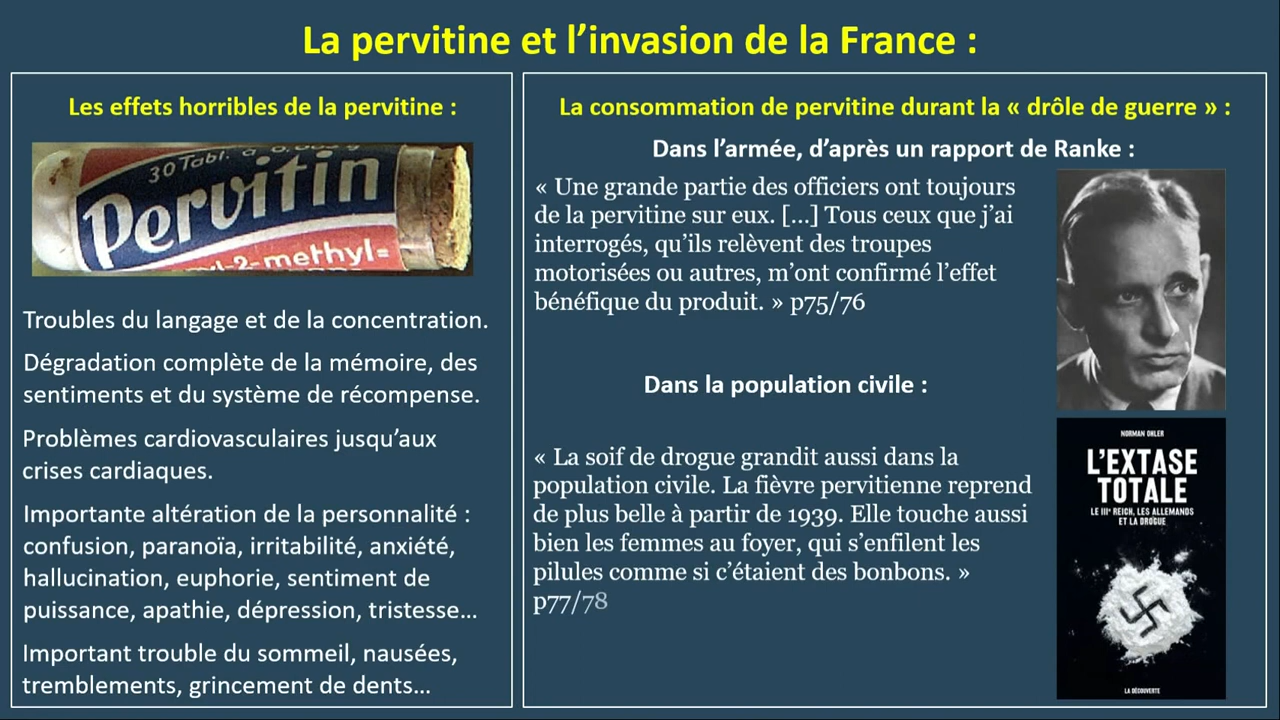 La pervitine et l’invasion de la France :
Les effets horribles de la pervitine :
30 Tabl. à 0,003 g
Pervitin
yl-2-methyl=
Troubles du langage et de la concentration.
Dégradation complète de la mémoire, des
sentiments et du système de récompense.
Problèmes cardiovasculaires jusqu’aux
crises cardiaques.
Importante altération de la personnalité :
confusion, paranoïa, irritabilité, anxiété,
hallucination, euphorie, sentiment de
puissance, apathie, dépression, tristesse…
Important trouble du sommeil, nausées,
tremblements, grincement de dents…
La consommation de pervitine durant la « drôle de guerre » :
Dans l’armée, d’après un rapport de Ranke :
« Une grande partie des officiers ont toujours
de la pervitine sur eux. […] Tous ceux que j’ai
interrogés, qu’ils relèvent des troupes
motorisées ou autres, m’ont confirmé l’effet
bénéfique du produit. » p75/76
Dans la population civile :
« La soif de drogue grandit aussi dans la
population civile. La fièvre pervitienne reprend
de plus belle à partir de 1939. Elle touche aussi
bien les femmes au foyer, qui s’enfilent les
pilules comme si c’étaient des bonbons. »
p77/78
NORMAN OHLER
L’EXTASE
TOTALE
LE IIIe REICH, LES ALLEMANDS
ET LA DROGUE
LA DÉCOUVERTE